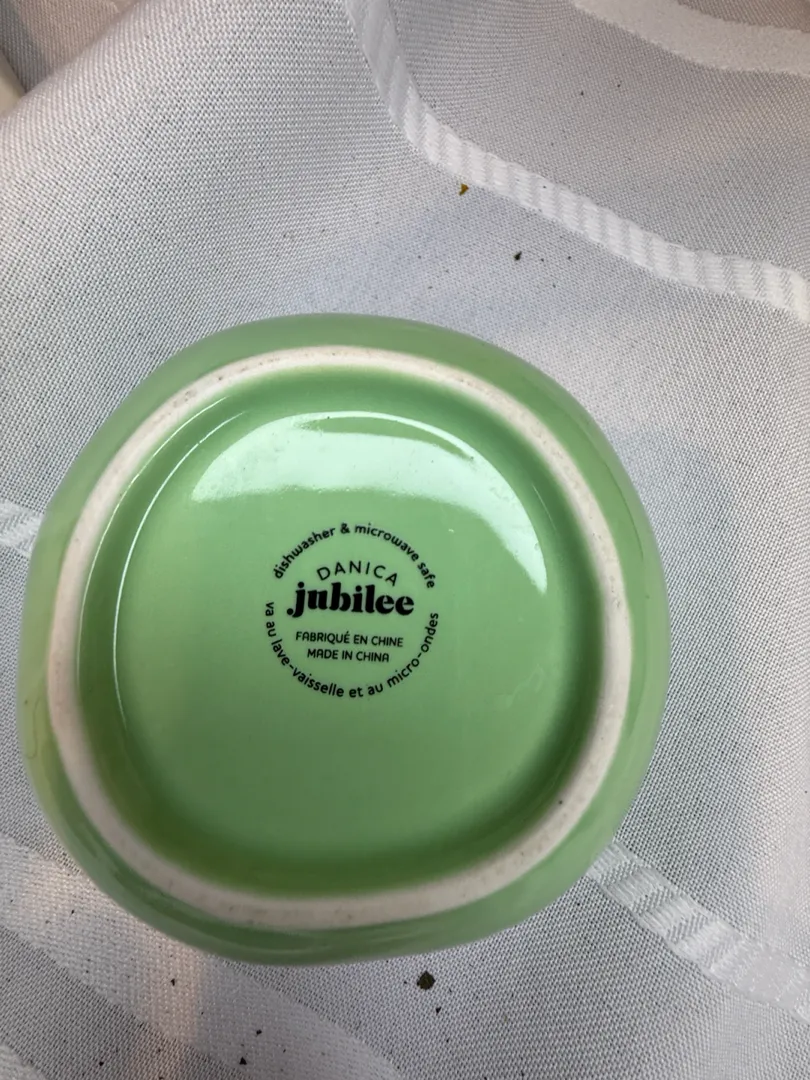 dishwasher & microwave safe
DANICA
jubilee
FABRIQUÉ EN CHINE
MADE IN CHINA
va au lave-vaisselle et au micro-ondes